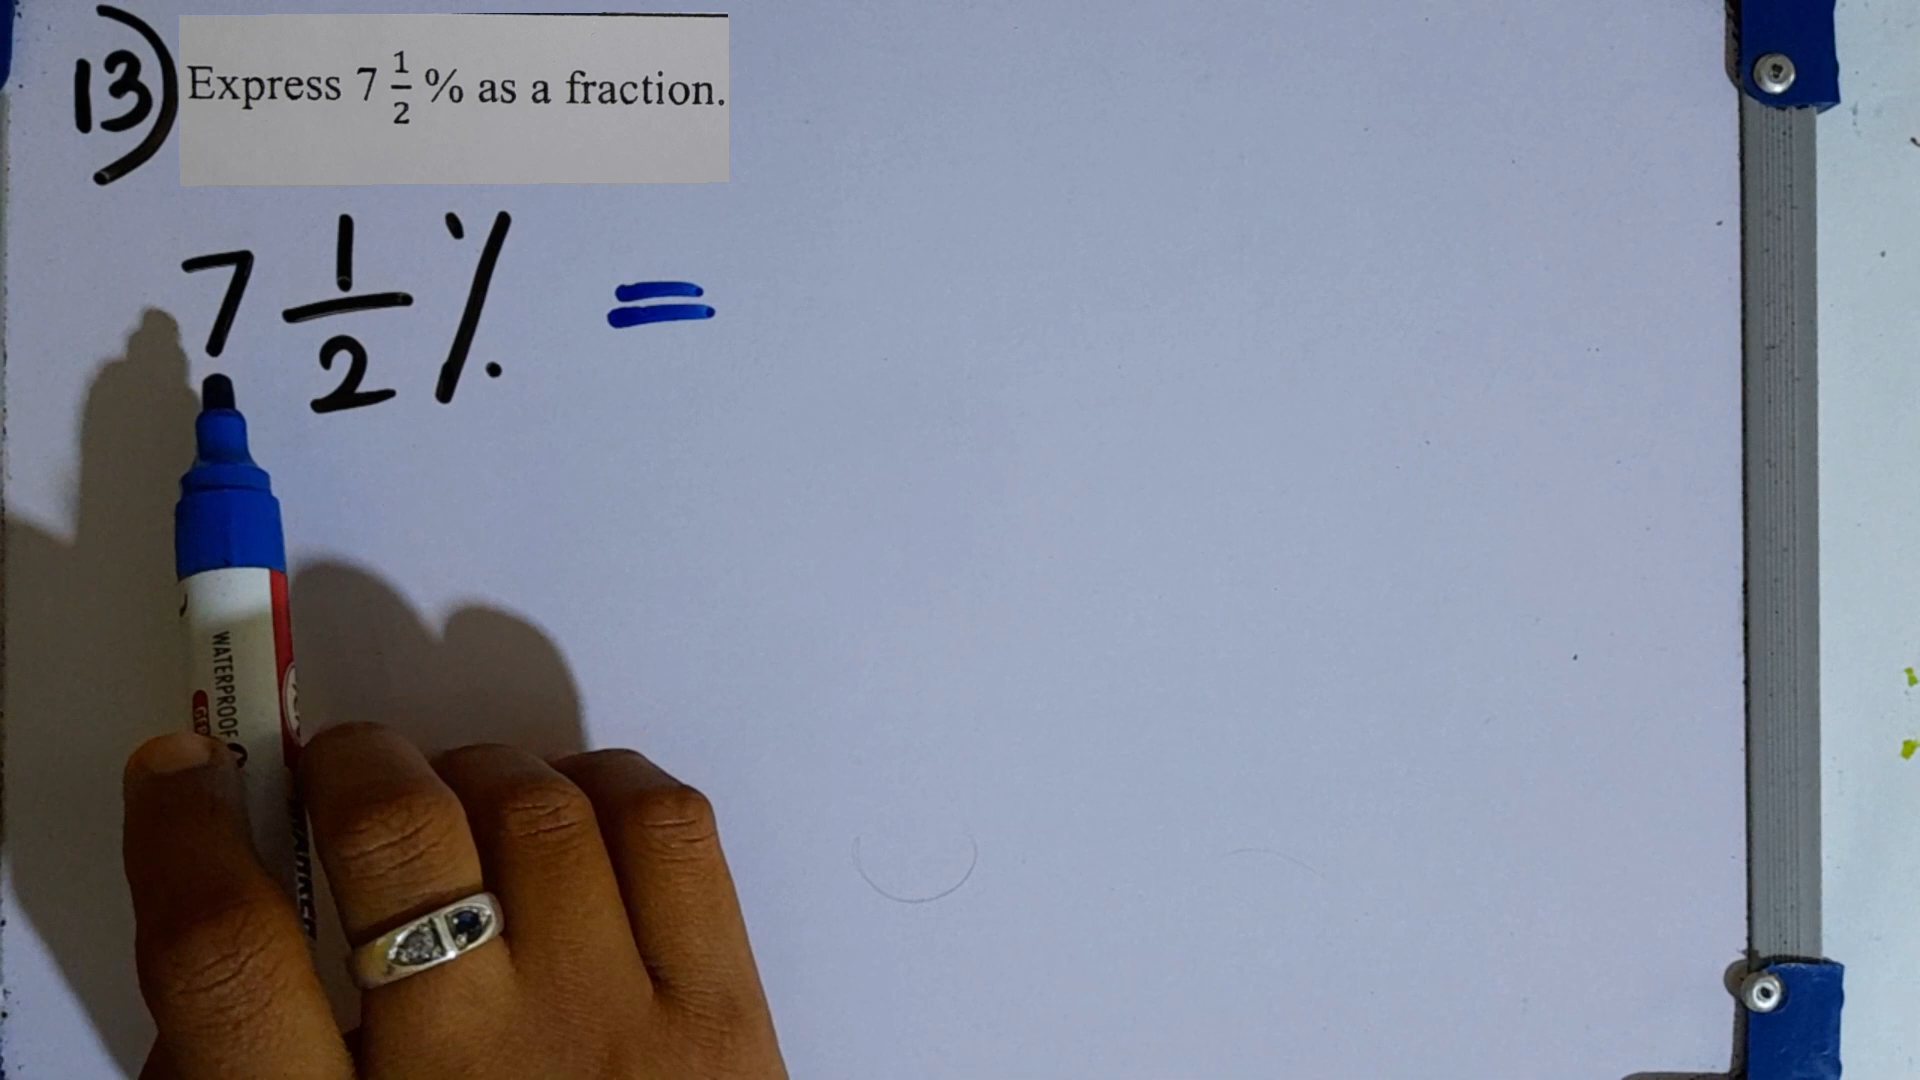 13) Express 7 1/2 % as a fraction.
7 1/2 % =
WATERPROOF